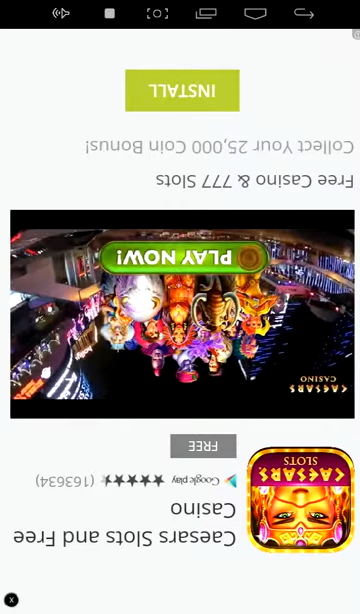 Caesars Slots and Free
Casino
Google play (163634)
FREE
CAESARS
SLOTS
CAESARS
CASINO
PLAY NOW!
Free Casino & 777 Slots
Collect Your 25,000 Coin Bonus!
INSTALL
X